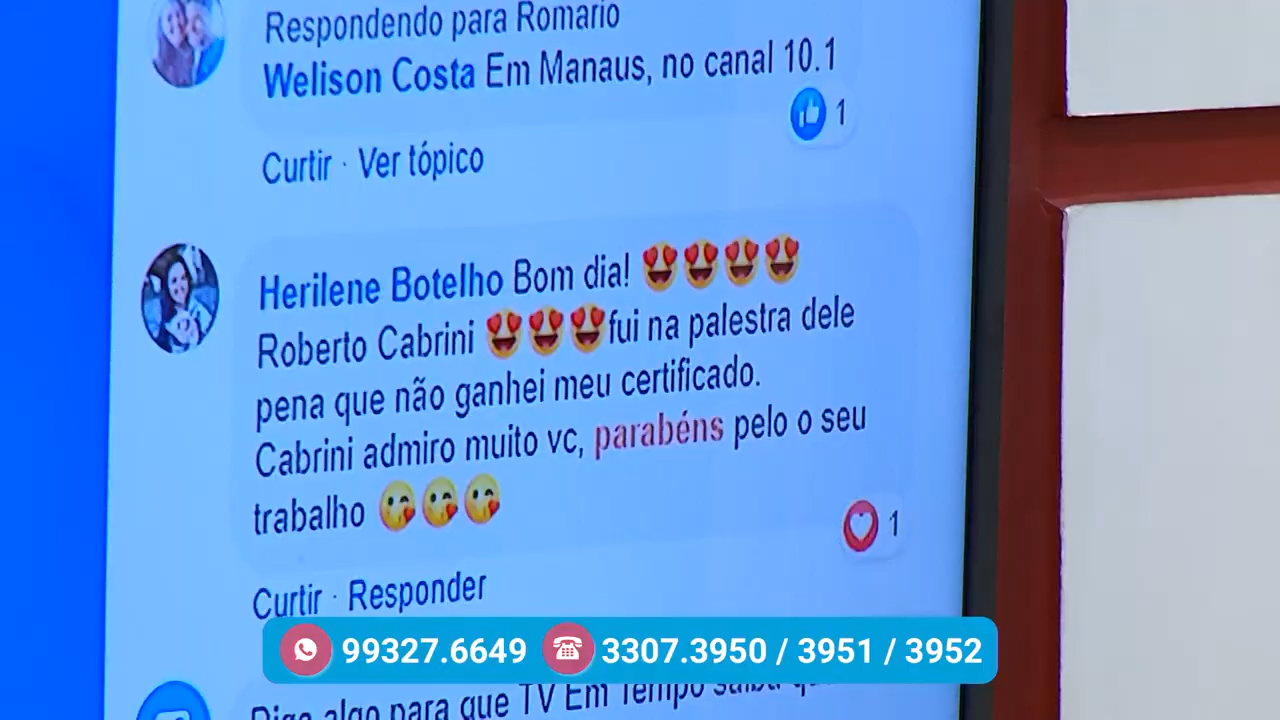 Respondendo para Romario
Welison Costa Em Manaus, no canal 10.1
1
Curtir · Ver tópico
Herilene Botelho Bom dia! 😍😍😍😍
Roberto Cabrini 😍😍😍fui na palestra dele
pena que não ganhei meu certificado.
Cabrini admiro muito vc, parabéns pelo o seu
trabalho 😘😘😘
1
Curtir · Responder
99327.6649 3307.3950 / 3951 / 3952
Diga algo para que TV Em Tempo saiba